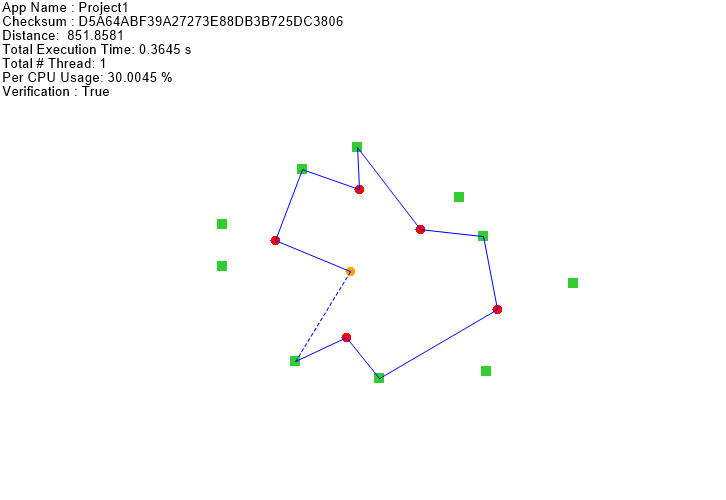 App Name : Project1
Checksum : D5A64ABF39A27273E88DB3B725DC3806
Distance:  851.8581
Total Execution Time: 0.3645 s
Total # Thread: 1
Per CPU Usage: 30.0045 %
Verification : True